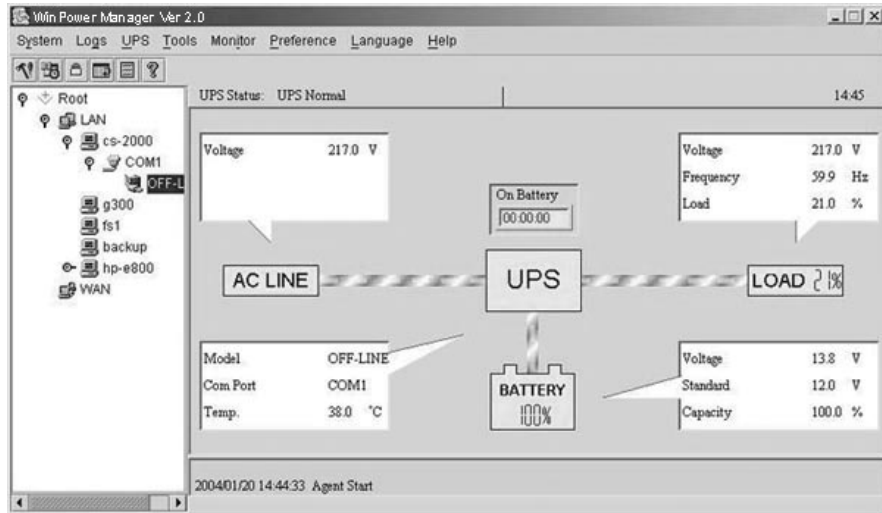 Win Power Manager Ver 2.0
System Logs UPS Tools Monitor Preference Language Help
Root
LAN
cs-2000
COM1
OFF-L
g300
fs1
backup
hp-e800
WAN
UPS Status: UPS Normal 14:45
Voltage 217.0 V
On Battery
00:00:00
Voltage 217.0 V
Frequency 59.9 Hz
Load 21.0 %
AC LINE
UPS
LOAD 21%
Model OFF-LINE
Com Port COM1
Temp. 38.0 °C
BATTERY
100%
Voltage 13.8 V
Standard 12.0 V
Capacity 100.0 %
2004/01/20 14:44:33 Agent Start